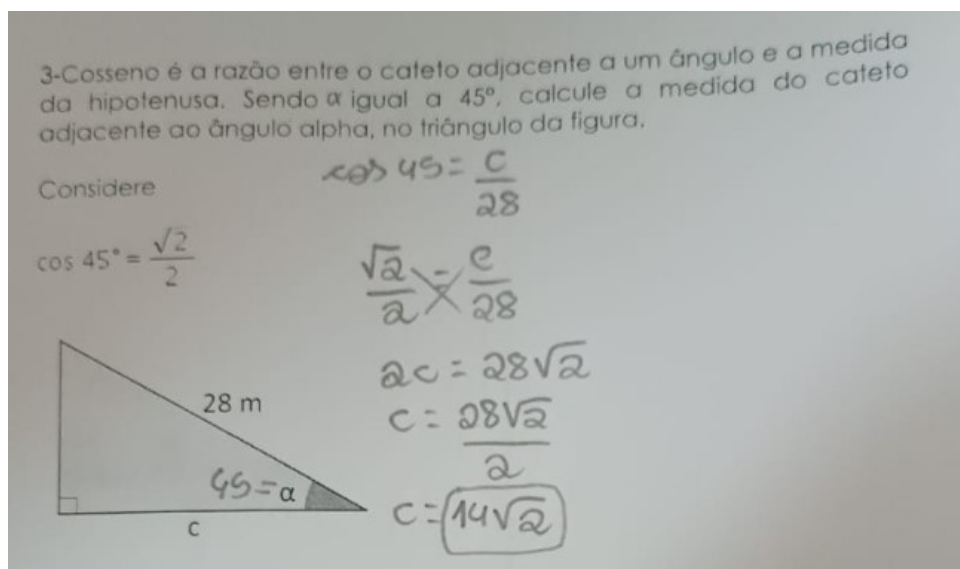 3-Cosseno é a razão entre o cateto adjacente a um ângulo e a medida
da hipotenusa. Sendo α igual a 45°, calcule a medida do cateto
adjacente ao ângulo alpha, no triângulo da figura.
Considere
cos 45° = √2/2
cos 45 = c/28
√2/2 = c/28
2c = 28√2
c = 28√2/2
c = 14√2
28 m
45 = α
c